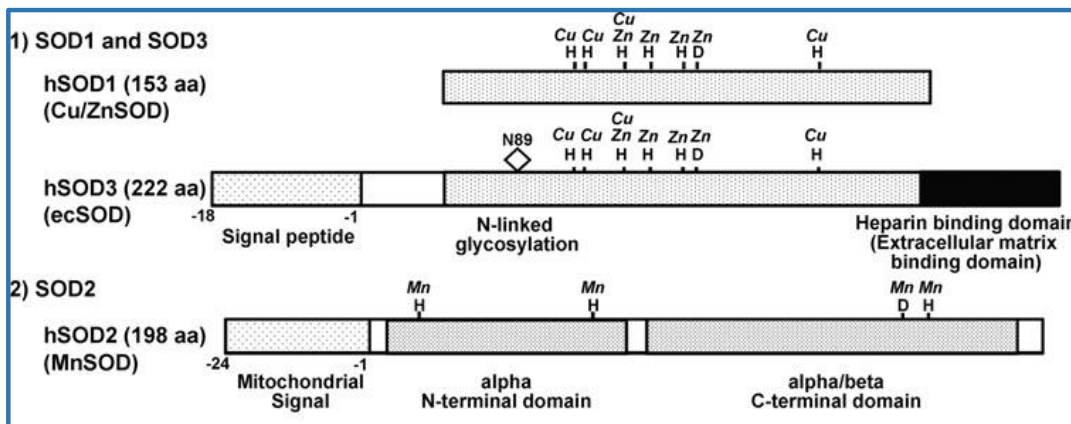 1) SOD1 and SOD3
Cu
Cu Cu Zn Zn Zn Zn Cu
H H H H H D H
hSOD1 (153 aa)
(Cu/ZnSOD)
Cu
N89 Cu Cu Zn Zn Zn Zn Cu
H H H H H D H
hSOD3 (222 aa)
(ecSOD)
-18 -1
Signal peptide
N-linked
glycosylation
Heparin binding domain
(Extracellular matrix
binding domain)
2) SOD2
Mn Mn Mn Mn
H H D H
hSOD2 (198 aa)
(MnSOD)
-24 -1
Mitochondrial
Signal
alpha
N-terminal domain
alpha/beta
C-terminal domain